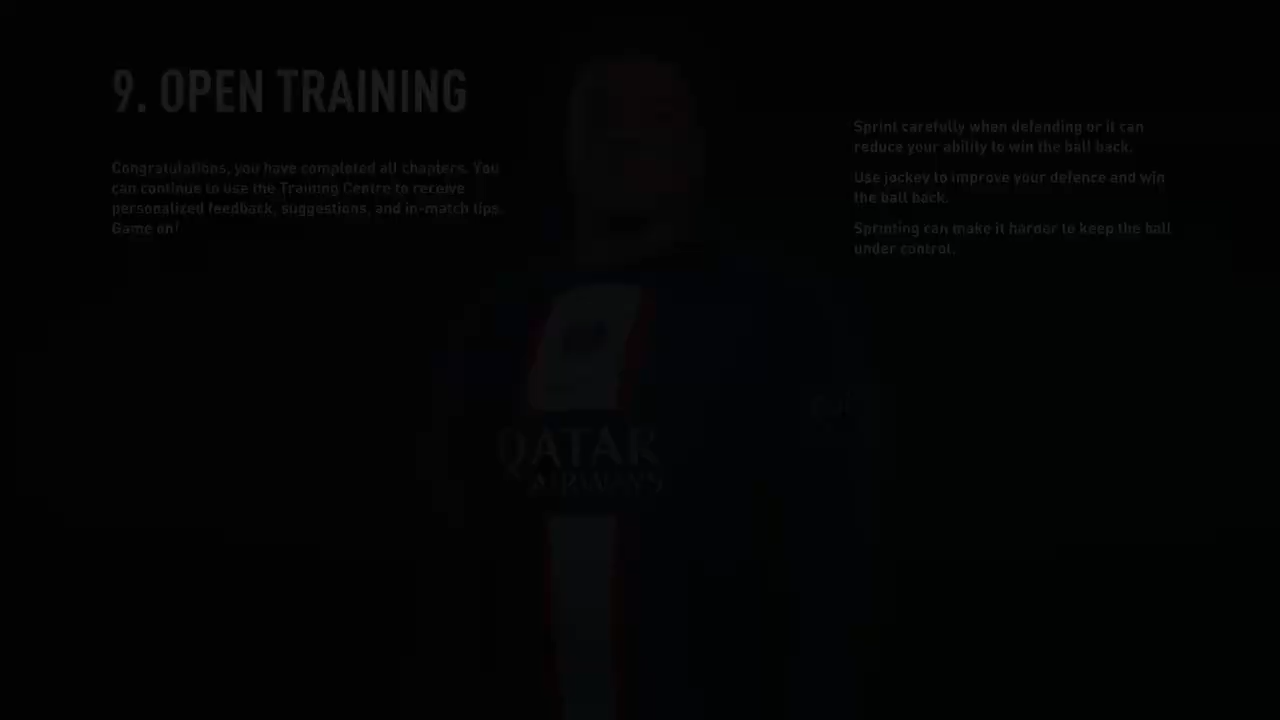 9. OPEN TRAINING
Congratulations, you have completed all chapters. You
can continue to use the Training Centre to receive
personalized feedback, suggestions, and in-match tips.
Game on!
Sprint carefully when defending or it can
reduce your ability to win the ball back.
Use jockey to improve your defence and win
the ball back.
Sprinting can make it harder to keep the ball
under control.
QATAR
AIRWAYS